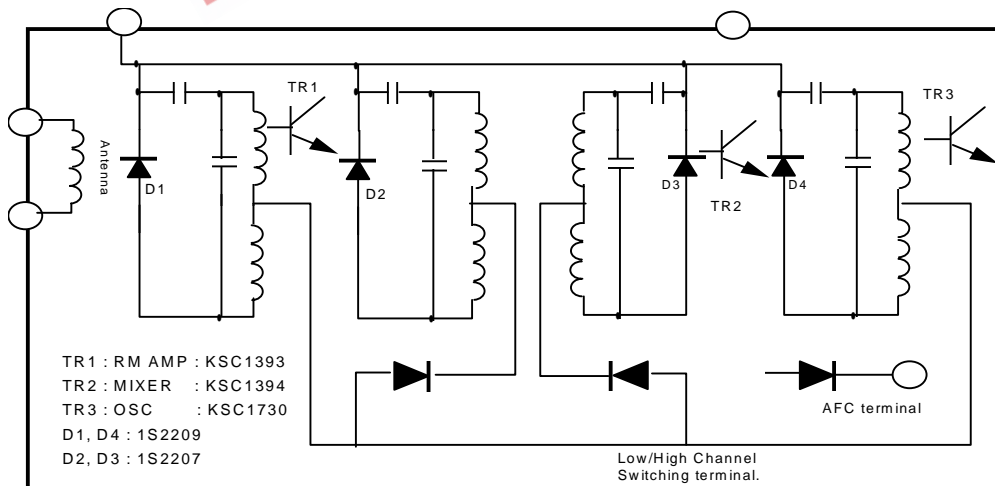 TR1
TR3
Antenna
D1
D2
D3
D4
TR2
TR1 : RM AMP : KSC1393
TR2 : MIXER : KSC1394
TR3 : OSC : KSC1730
D1, D4 : 1S2209
D2, D3 : 1S2207
AFC terminal
Low/High Channel
Switching terminal.